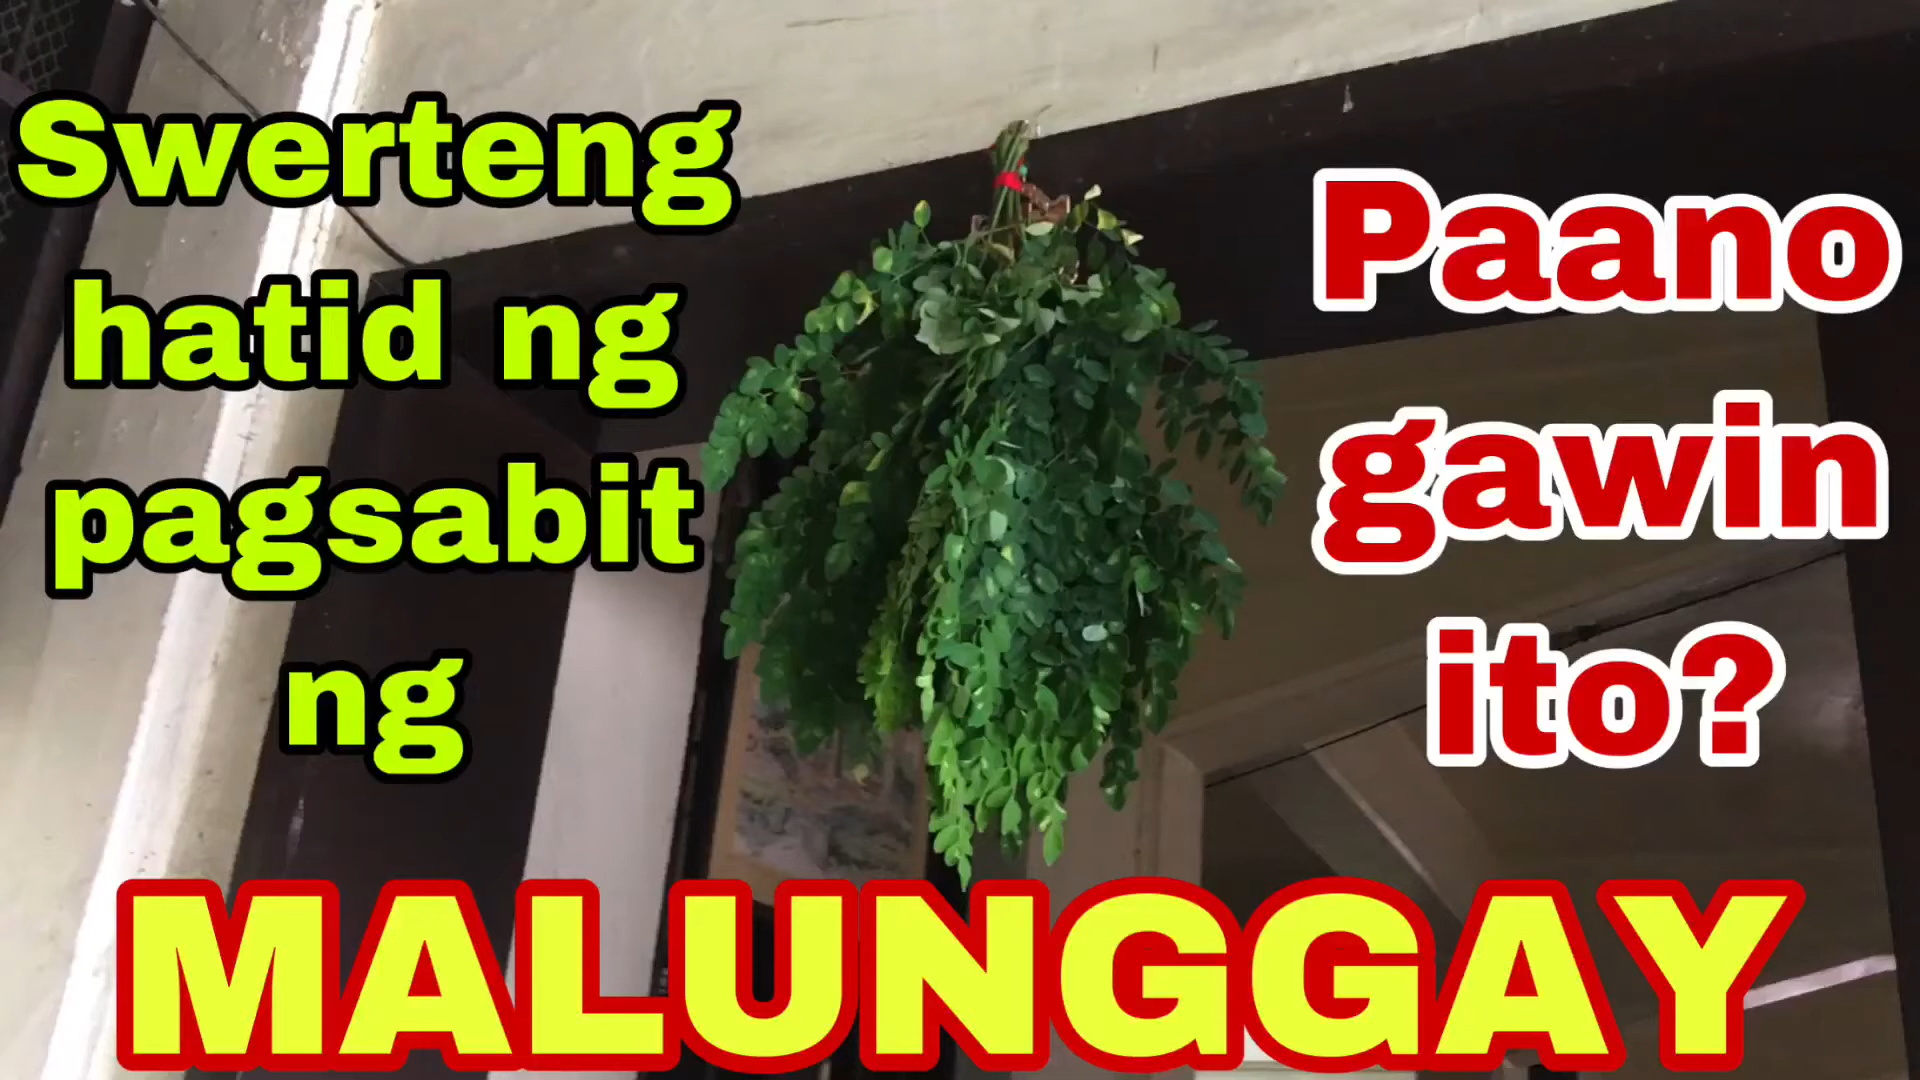 Swerteng
hatid ng
pagsabit
ng
MALUNGGAY
Paano
gawin
ito?